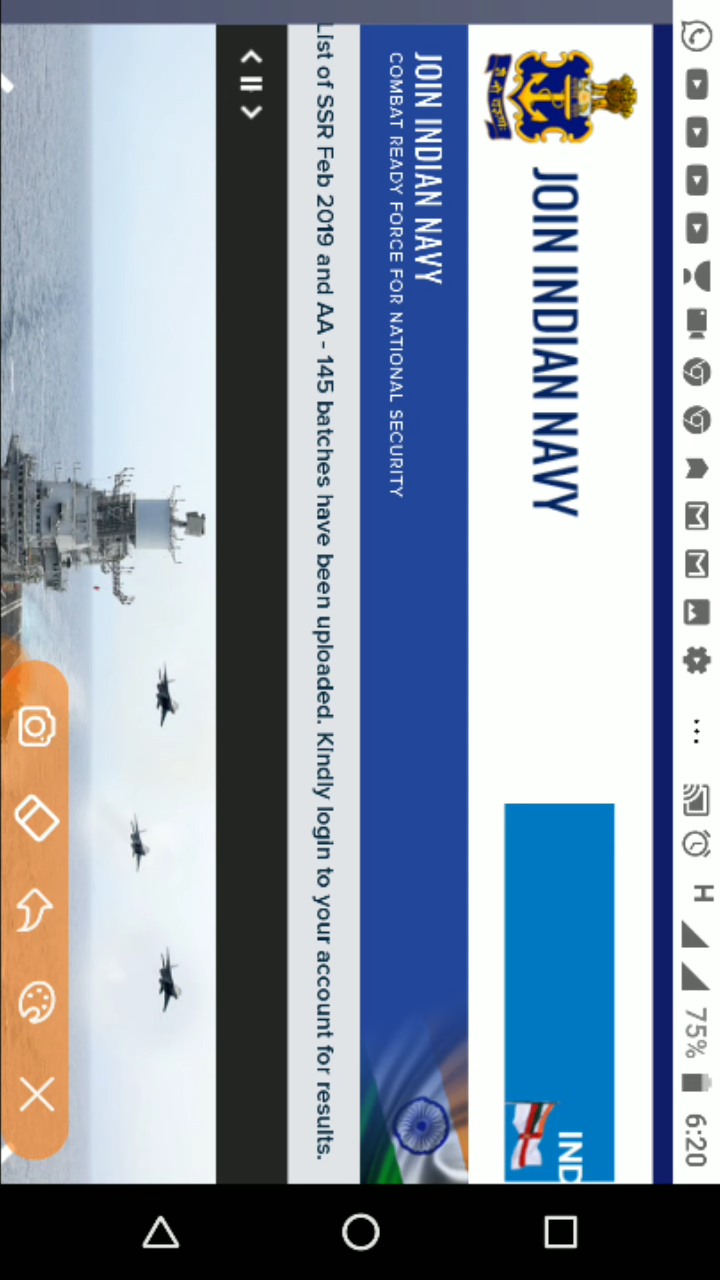 H 75% 6:20
JOIN INDIAN NAVY
IND
JOIN INDIAN NAVY
COMBAT READY FORCE FOR NATIONAL SECURITY
List of SSR Feb 2019 and AA - 145 batches have been uploaded. Kindly login to your account for results.